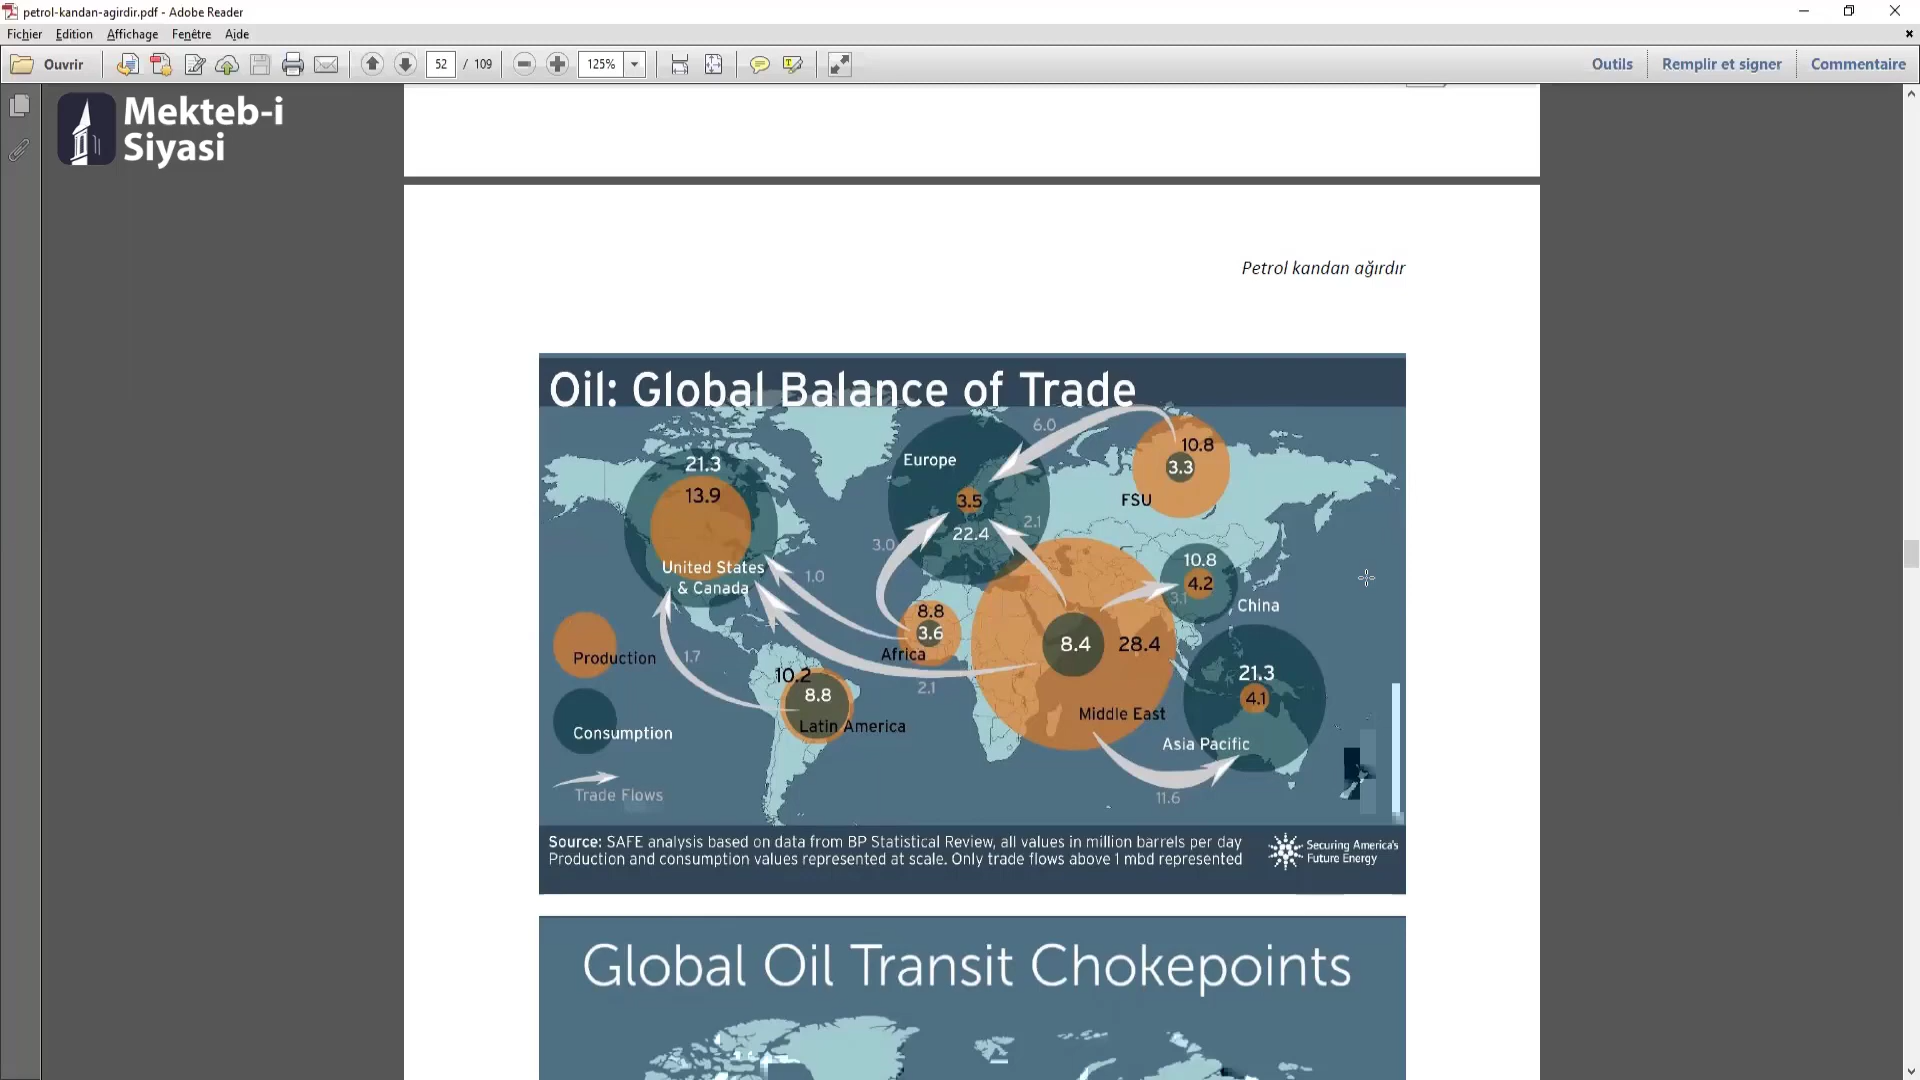 petrol-kandan-agirdir.pdf - Adobe Reader
Fichier Edition Affichage Fenêtre Aide
Ouvrir 52 / 109 125% Outils Remplir et signer Commentaire
Mekteb-i
Siyasi
Petrol kandan ağırdır
Oil: Global Balance of Trade
6.0
10.8
3.3
FSU
Europe
3.5
22.4
2.1
3.0
21.3
13.9
United States
& Canada
1.0
10.8
4.2
3.1
China
8.8
3.6
Africa
8.4
28.4
Middle East
Production
1.7
10.2
8.8
Latin America
2.1
21.3
4.1
Asia Pacific
Consumption
Trade Flows
11.6
Source: SAFE analysis based on data from BP Statistical Review, all values in million barrels per day
Production and consumption values represented at scale. Only trade flows above 1 mbd represented
Securing America's
Future Energy
Global Oil Transit Chokepoints